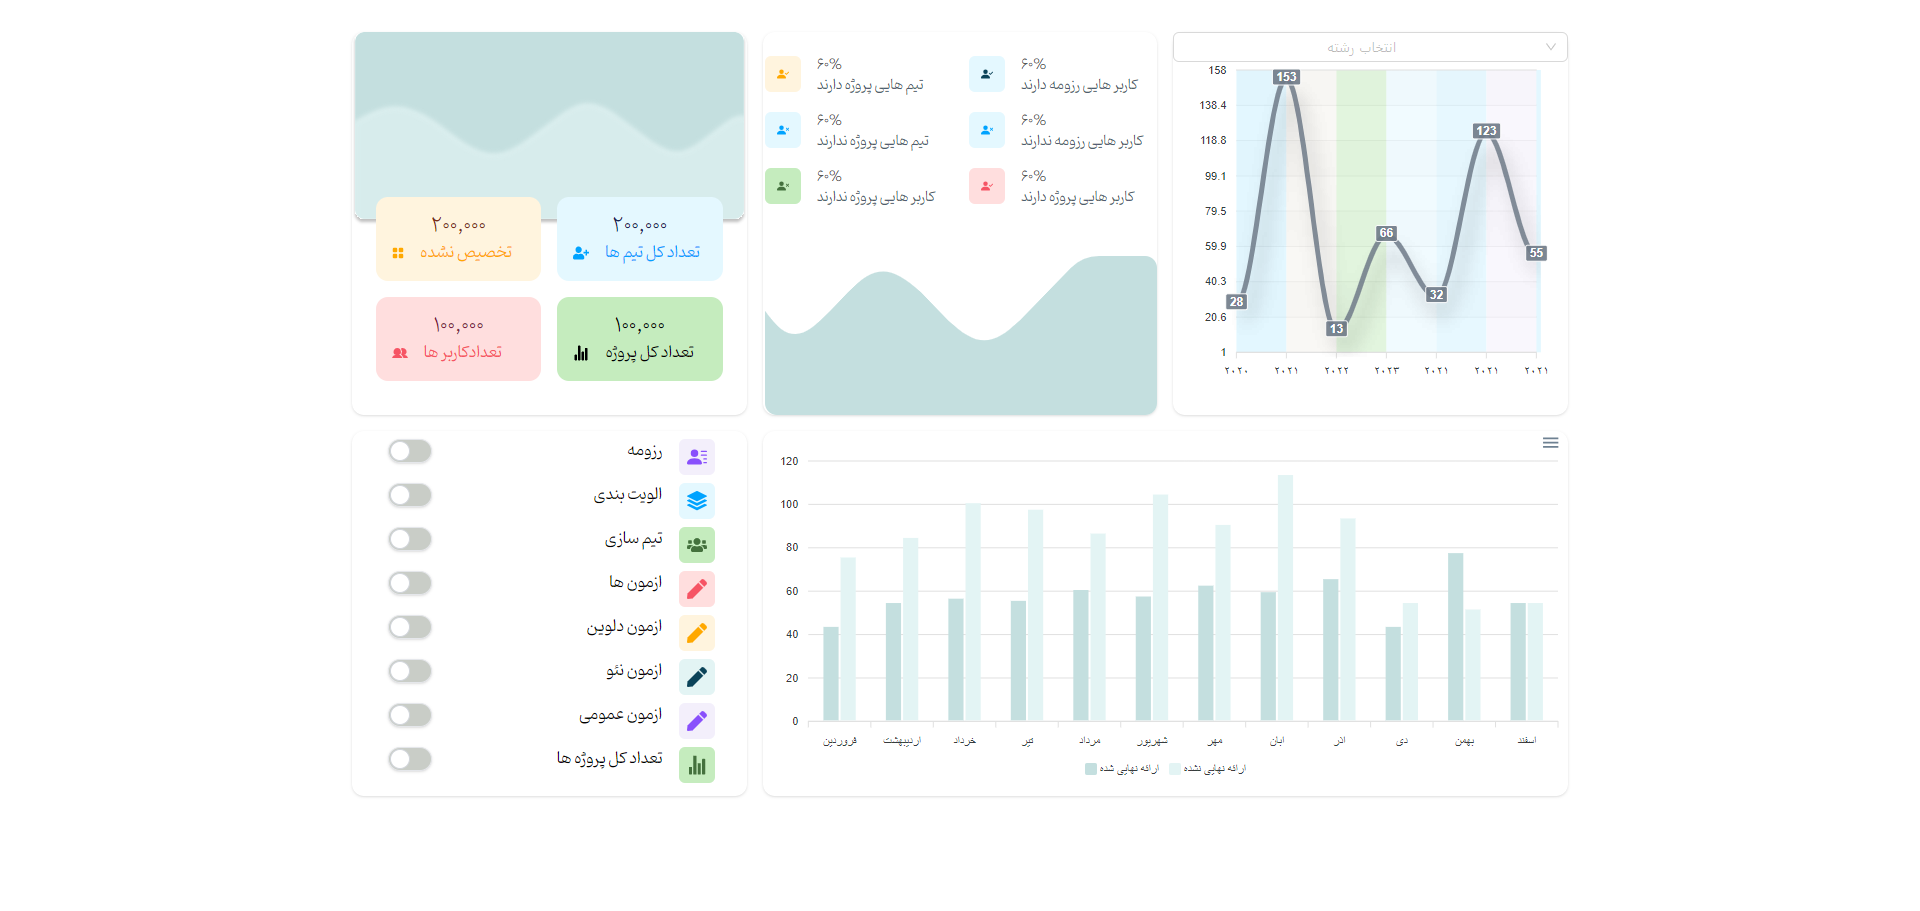 انتخاب رشته
158
138.4
118.8
99.1
79.5
59.9
40.3
20.6
1
28
153
13
66
32
123
55
۲۰۲۰ ۲۰۲۱ ۲۰۲۲ ۲۰۲۳ ۲۰۲۱ ۲۰۲۱ ۲۰۲۱
۶۰%
کاربر هایی رزومه دارند
۶۰%
تیم هایی پروژه دارند
۶۰%
کاربر هایی رزومه ندارند
۶۰%
تیم هایی پروژه ندارند
۶۰%
کاربر هایی پروژه دارند
۶۰%
کاربر هایی پروژه ندارند
۲۰۰,۰۰۰
تعداد کل تیم ها
۲۰۰,۰۰۰
تخصیص نشده
۱۰۰,۰۰۰
تعداد کل پروژه
۱۰۰,۰۰۰
تعدادکاربر ها
120
100
80
60
40
20
0
فروردین اردیبهشت خرداد تیر مرداد شهریور مهر ابان اذر دی بهمن اسفند
ارائه نهایی شده
ارائه نهایی نشده
رزومه
الویت بندی
تیم سازی
ازمون ها
ازمون دلوین
ازمون نئو
ازمون عمومی
تعداد کل پروژه ها